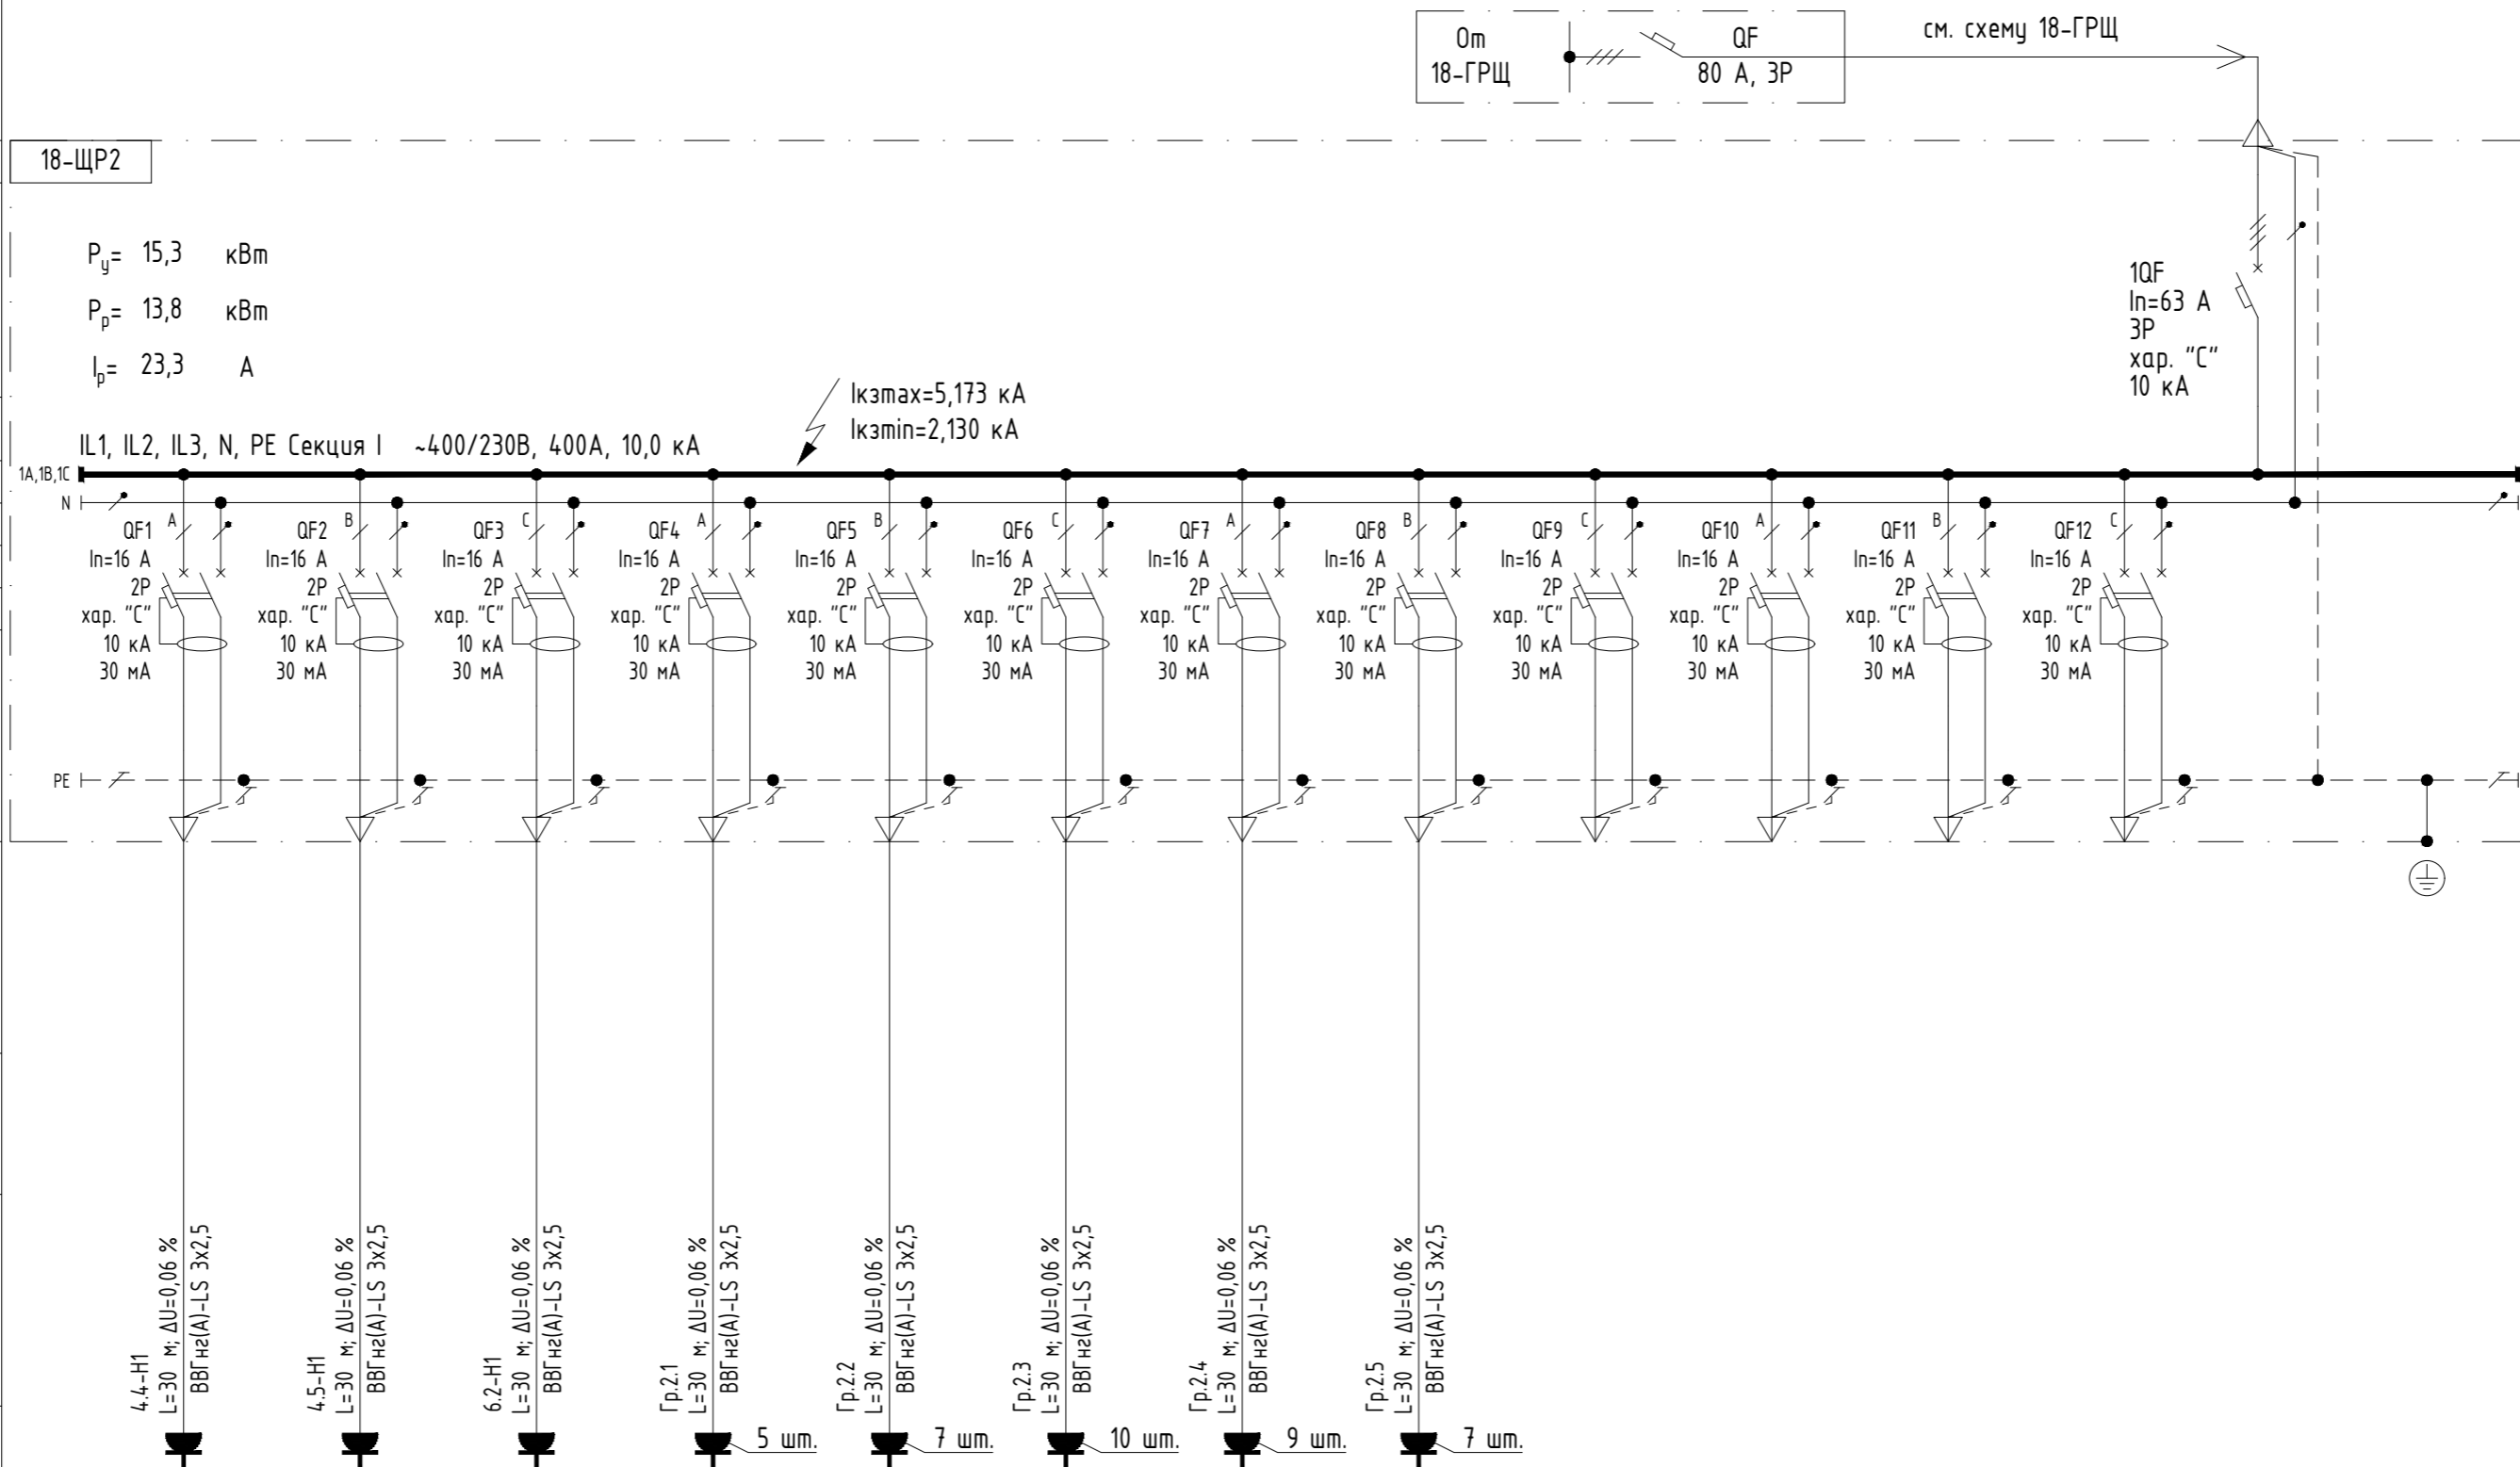 От
18-ГРЩ
QF
80 А, 3Р
см. схему 18-ГРЩ
18-ЩР2
Pу= 15,3 кВт
Pр= 13,8 кВт
Iр= 23,3 А
1QF
In=63 А
3Р
хар. "С"
10 кА
Iкзmax=5,173 кА
Iкзmin=2,130 кА
IL1, IL2, IL3, N, PE Секция I ~400/230В, 400А, 10,0 кА
1А,1В,1С
N
A
QF1
In=16 А
2Р
хар. "С"
10 кА
30 мА
B
QF2
In=16 А
2Р
хар. "С"
10 кА
30 мА
C
QF3
In=16 А
2Р
хар. "С"
10 кА
30 мА
A
QF4
In=16 А
2Р
хар. "С"
10 кА
30 мА
B
QF5
In=16 А
2Р
хар. "С"
10 кА
30 мА
C
QF6
In=16 А
2Р
хар. "С"
10 кА
30 мА
A
QF7
In=16 А
2Р
хар. "С"
10 кА
30 мА
B
QF8
In=16 А
2Р
хар. "С"
10 кА
30 мА
C
QF9
In=16 А
2Р
хар. "С"
10 кА
30 мА
A
QF10
In=16 А
2Р
хар. "С"
10 кА
30 мА
B
QF11
In=16 А
2Р
хар. "С"
10 кА
30 мА
C
QF12
In=16 А
2Р
хар. "С"
10 кА
30 мА
PE
4.4-Н1
L=30 м; ΔU=0,06 %
ВВГнг(А)-LS 3х2,5
4.5-Н1
L=30 м; ΔU=0,06 %
ВВГнг(А)-LS 3х2,5
6.2-Н1
L=30 м; ΔU=0,06 %
ВВГнг(А)-LS 3х2,5
Гр.2.1
L=30 м; ΔU=0,06 %
ВВГнг(А)-LS 3х2,5
5 шт.
Гр.2.2
L=30 м; ΔU=0,06 %
ВВГнг(А)-LS 3х2,5
7 шт.
Гр.2.3
L=30 м; ΔU=0,06 %
ВВГнг(А)-LS 3х2,5
10 шт.
Гр.2.4
L=30 м; ΔU=0,06 %
ВВГнг(А)-LS 3х2,5
9 шт.
Гр.2.5
L=30 м; ΔU=0,06 %
ВВГнг(А)-LS 3х2,5
7 шт.